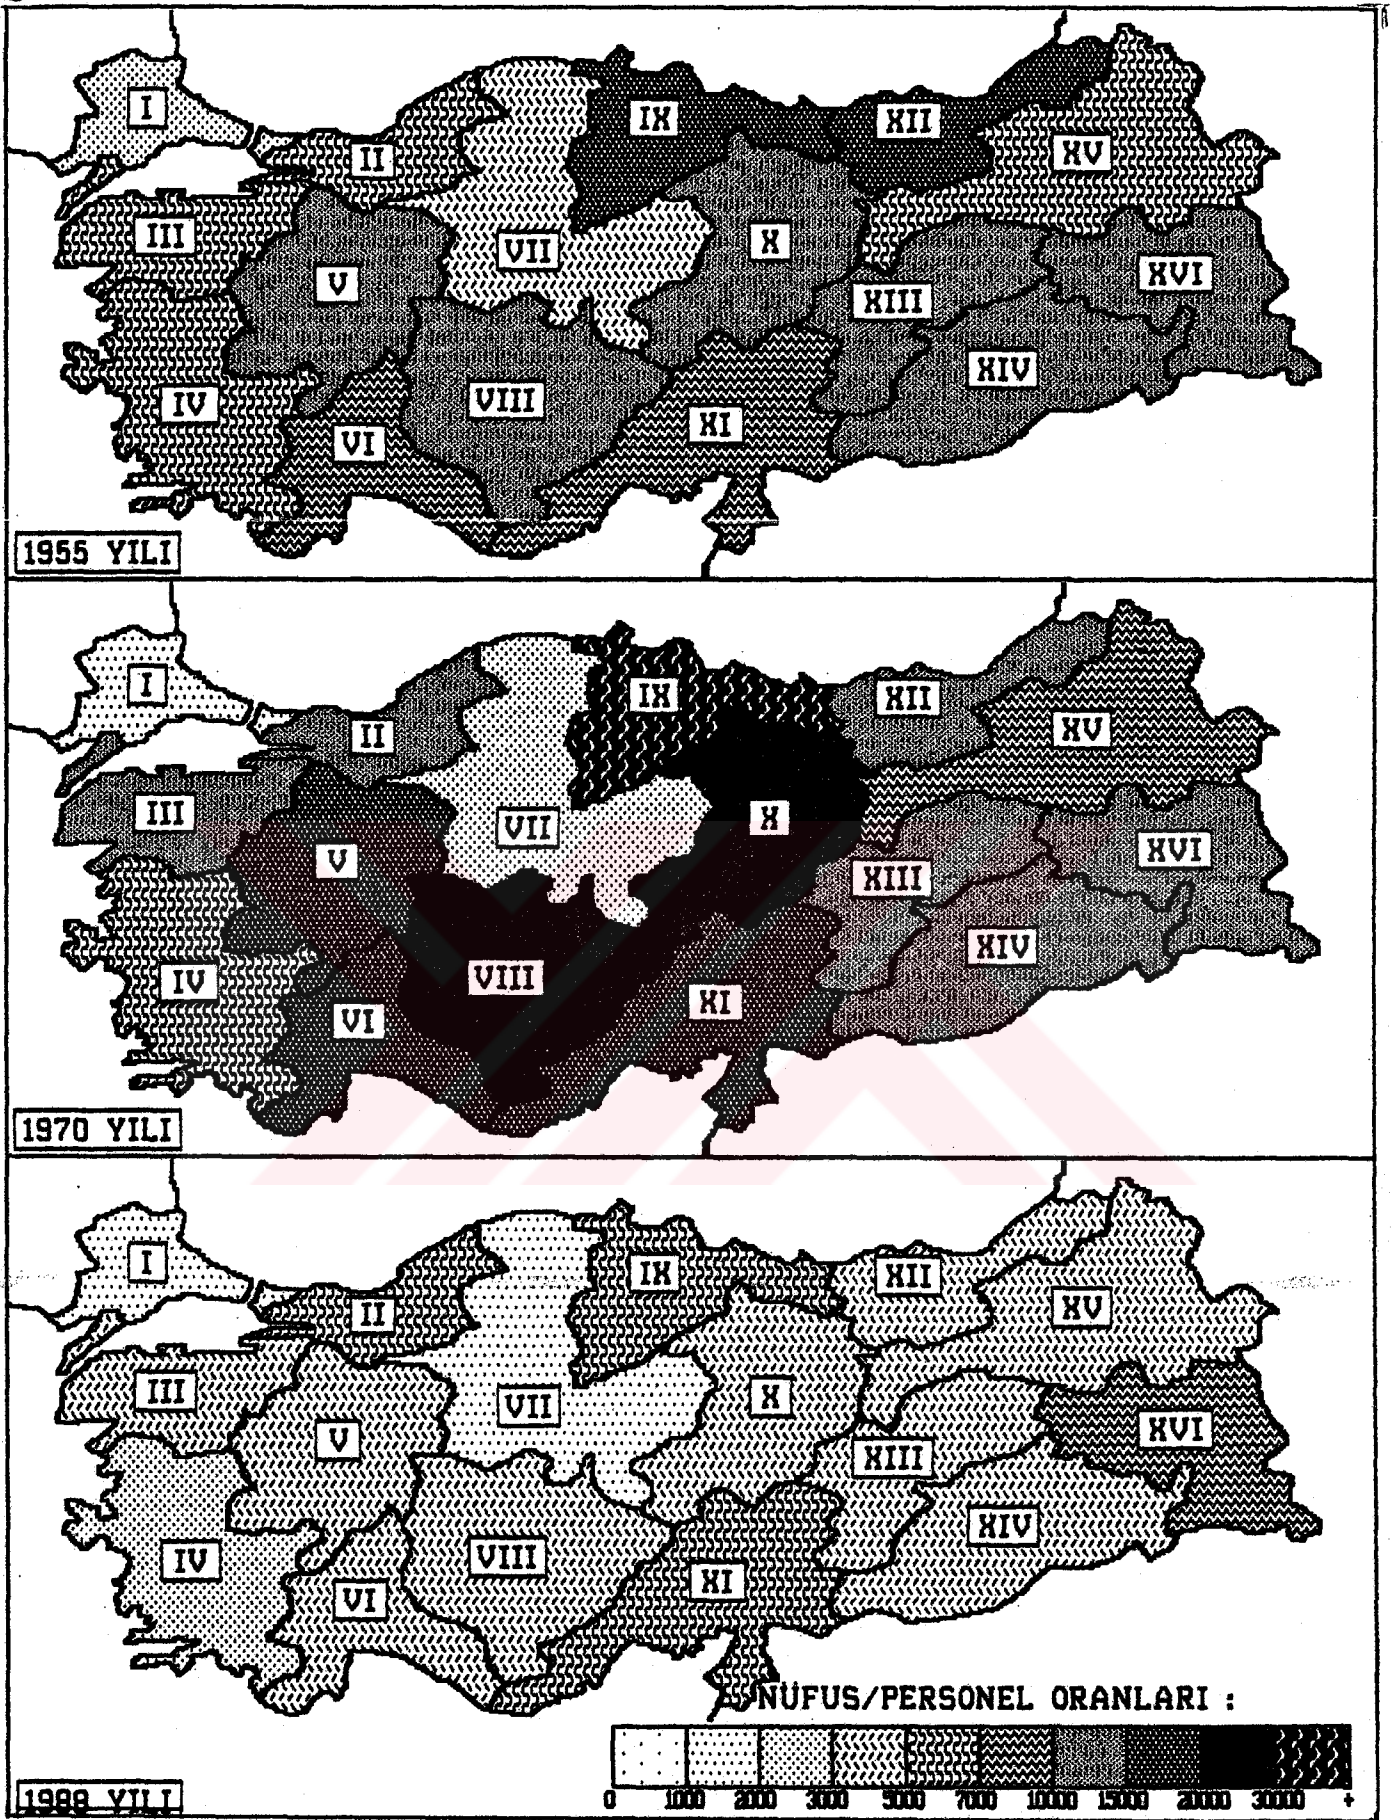 I
II
III
IV
V
VI
VII
VIII
IX
X
XI
XII
XIII
XIV
XV
XVI
1955 YILI
I
II
III
IV
V
VI
VII
VIII
IX
X
XI
XII
XIII
XIV
XV
XVI
1970 YILI
I
II
III
IV
V
VI
VII
VIII
IX
X
XI
XII
XIII
XIV
XV
XVI
NÜFUS/PERSONEL ORANLARI :
0 1000 2000 3000 5000 7000 10000 15000 20000 30000 +
1988 YILI